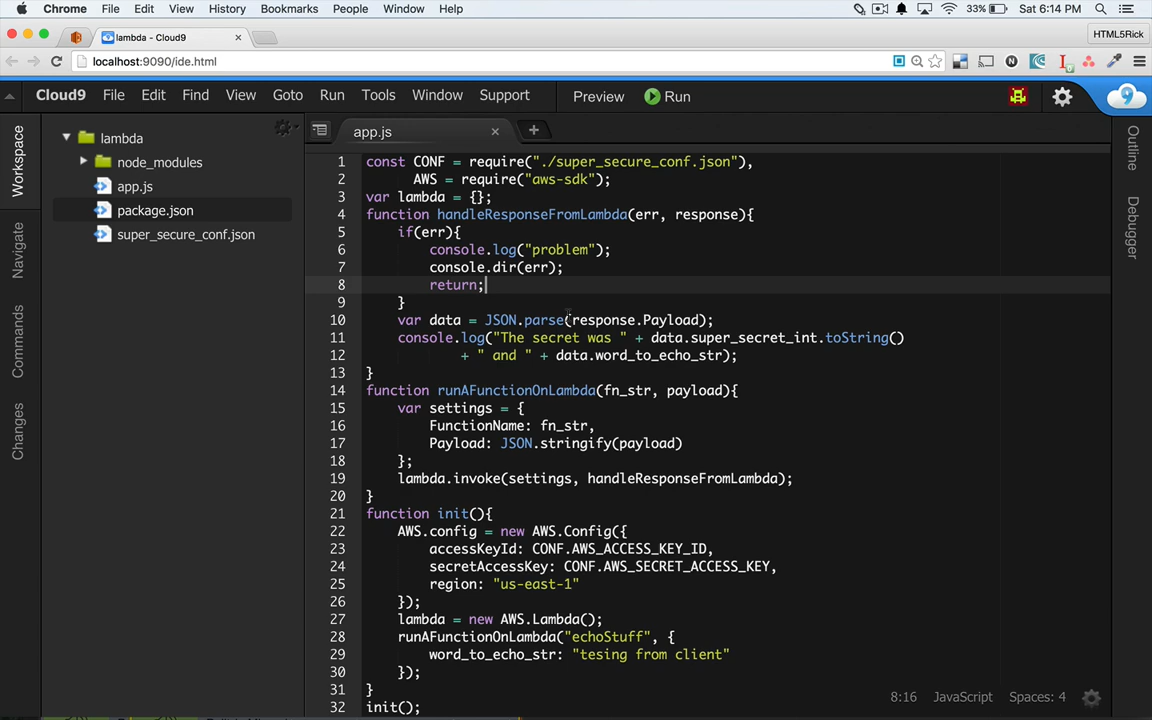 Chrome File Edit View History Bookmarks People Window Help 33% Sat 6:14 PM
lambda - Cloud9 HTML5Rick
localhost:9090/ide.html
Cloud9 File Edit Find View Goto Run Tools Window Support Preview Run
Workspace
Navigate
Commands
Changes
lambda
node_modules
app.js
package.json
super_secure_conf.json
app.js
1 const CONF = require("./super_secure_conf.json"),
2 AWS = require("aws-sdk");
3 var lambda = {};
4 function handleResponseFromLambda(err, response){
5 if(err){
6 console.log("problem");
7 console.dir(err);
8 return;
9 }
10 var data = JSON.parse(response.Payload);
11 console.log("The secret was " + data.super_secret_int.toString()
12 + " and " + data.word_to_echo_str);
13 }
14 function runAFunctionOnLambda(fn_str, payload){
15 var settings = {
16 FunctionName: fn_str,
17 Payload: JSON.stringify(payload)
18 };
19 lambda.invoke(settings, handleResponseFromLambda);
20 }
21 function init(){
22 AWS.config = new AWS.Config({
23 accessKeyId: CONF.AWS_ACCESS_KEY_ID,
24 secretAccessKey: CONF.AWS_SECRET_ACCESS_KEY,
25 region: "us-east-1"
26 });
27 lambda = new AWS.Lambda();
28 runAFunctionOnLambda("echoStuff", {
29 word_to_echo_str: "tesing from client"
30 });
31 }
32 init();
8:16 JavaScript Spaces: 4
Outline
Debugger